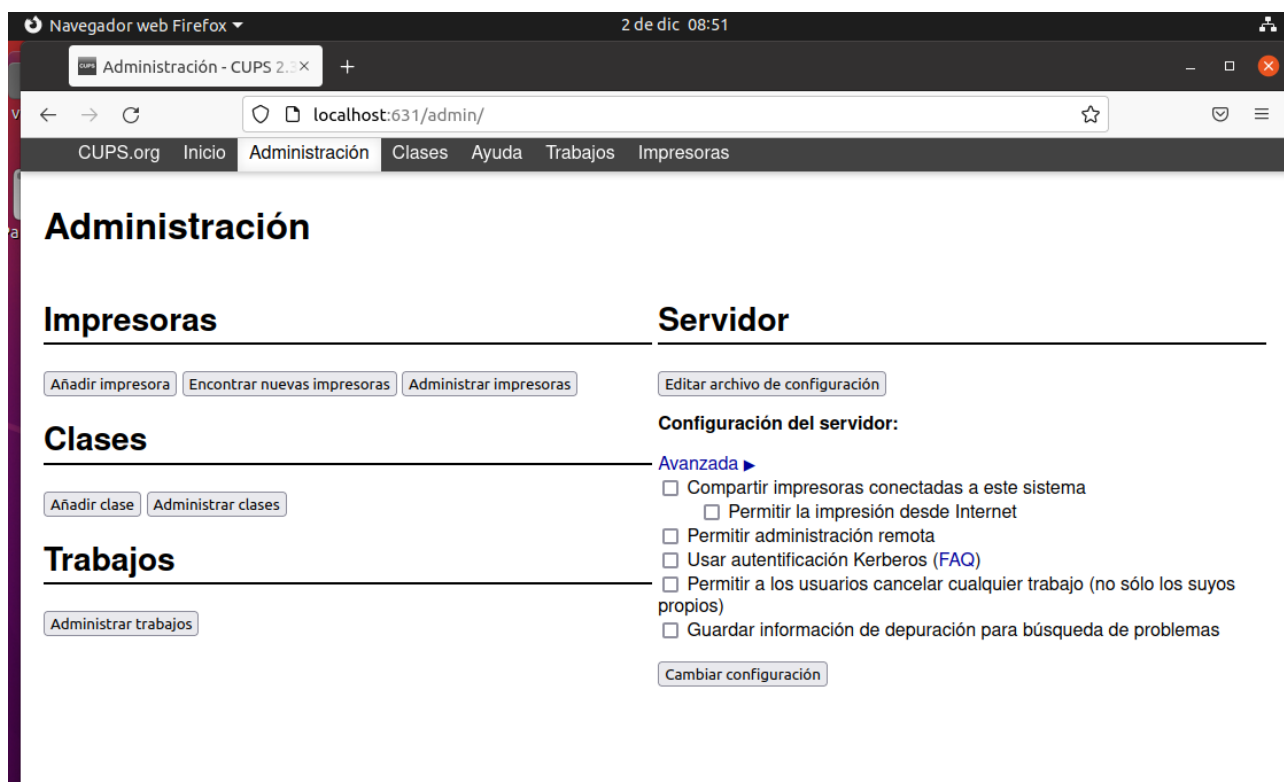 Navegador web Firefox
2 de dic 08:51
Administración - CUPS 2.3
localhost:631/admin/
CUPS.org Inicio Administración Clases Ayuda Trabajos Impresoras
Administración
Impresoras
Añadir impresora Encontrar nuevas impresoras Administrar impresoras
Clases
Añadir clase Administrar clases
Trabajos
Administrar trabajos
Servidor
Editar archivo de configuración
Configuración del servidor:
Avanzada ▶
Compartir impresoras conectadas a este sistema
Permitir la impresión desde Internet
Permitir administración remota
Usar autentificación Kerberos (FAQ)
Permitir a los usuarios cancelar cualquier trabajo (no sólo los suyos
propios)
Guardar información de depuración para búsqueda de problemas
Cambiar configuración